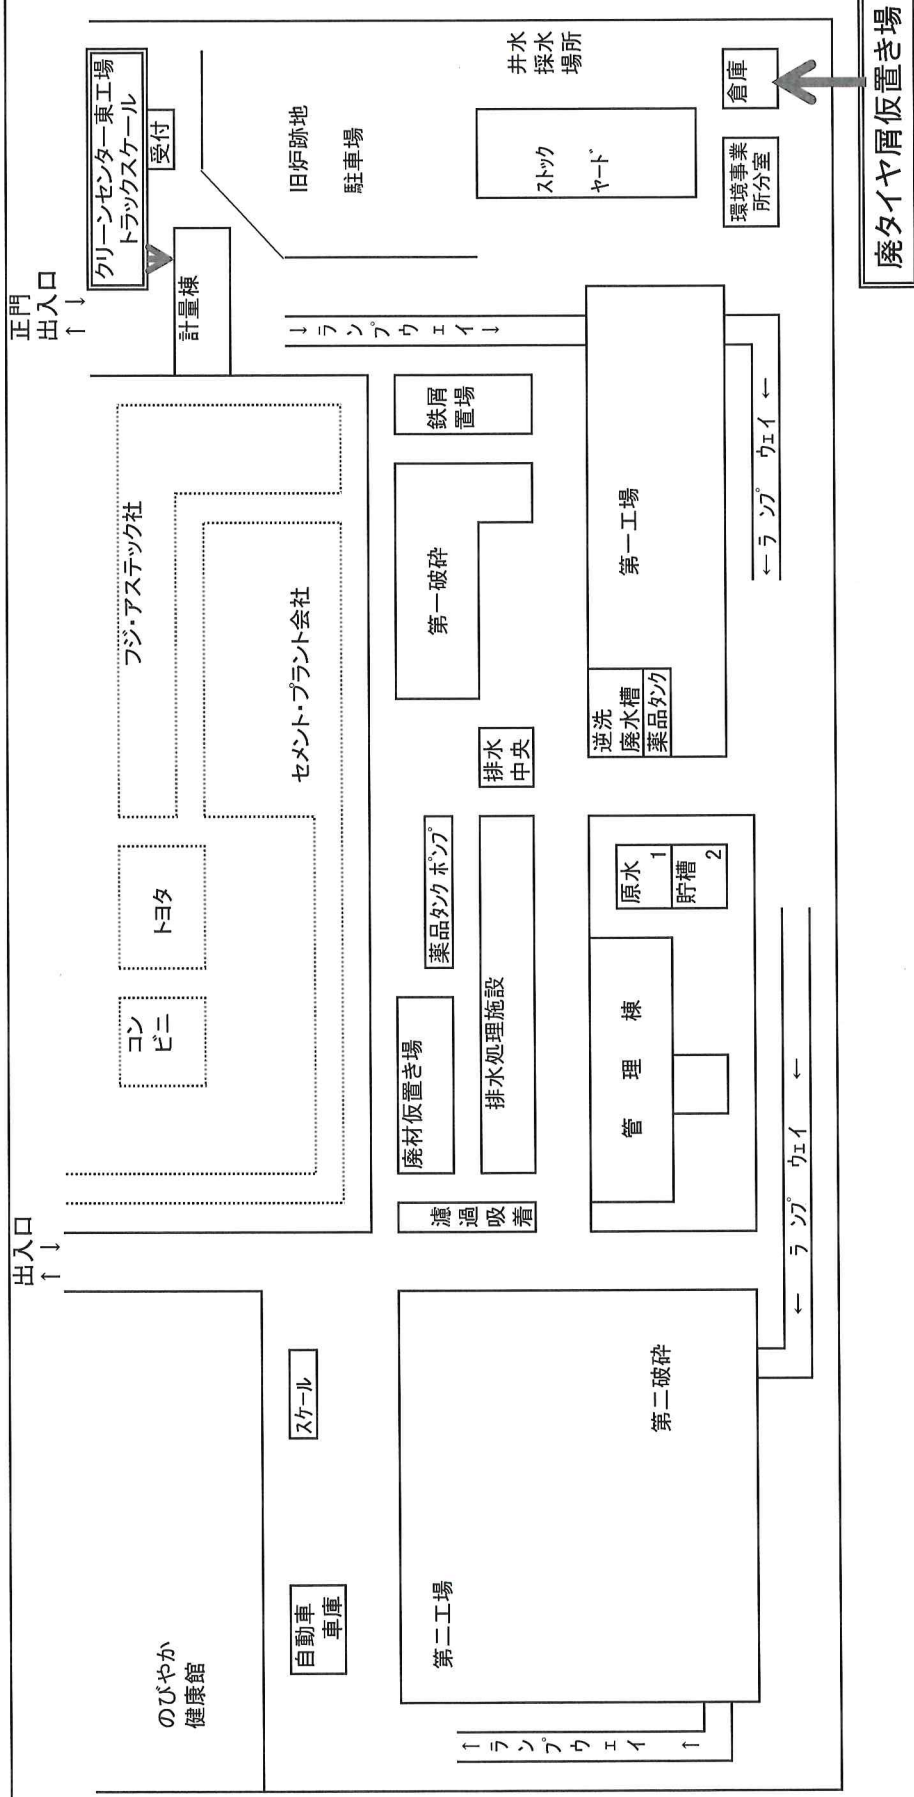 正門
出入口
↑ ↓
クリーンセンター東工場
トラックスケール
受付
計量棟
旧炉跡地
駐車場
井水
採水
場所
ストック
ヤード
倉庫
環境事業
所分室
廃タイヤ屑仮置き場
↓ランプウェイ↓
フジ・アステック社
セメント・プラント会社
トヨタ
コン
ビニ
鉄屑
置場
第一破砕
第一工場
←ランプ ウェイ←
逆洗
廃水槽
薬品タンク
排水
中央
薬品タンク ポンプ
排水処理施設
廃材仮置き場
濾過吸着
原水 1
貯槽 2
管理棟
← ランプ ウェイ ←
出入口
↑ ↓
スケール
自動車
車庫
のびやか
健康館
第二工場
第二破砕
↑ランプウェイ ↑